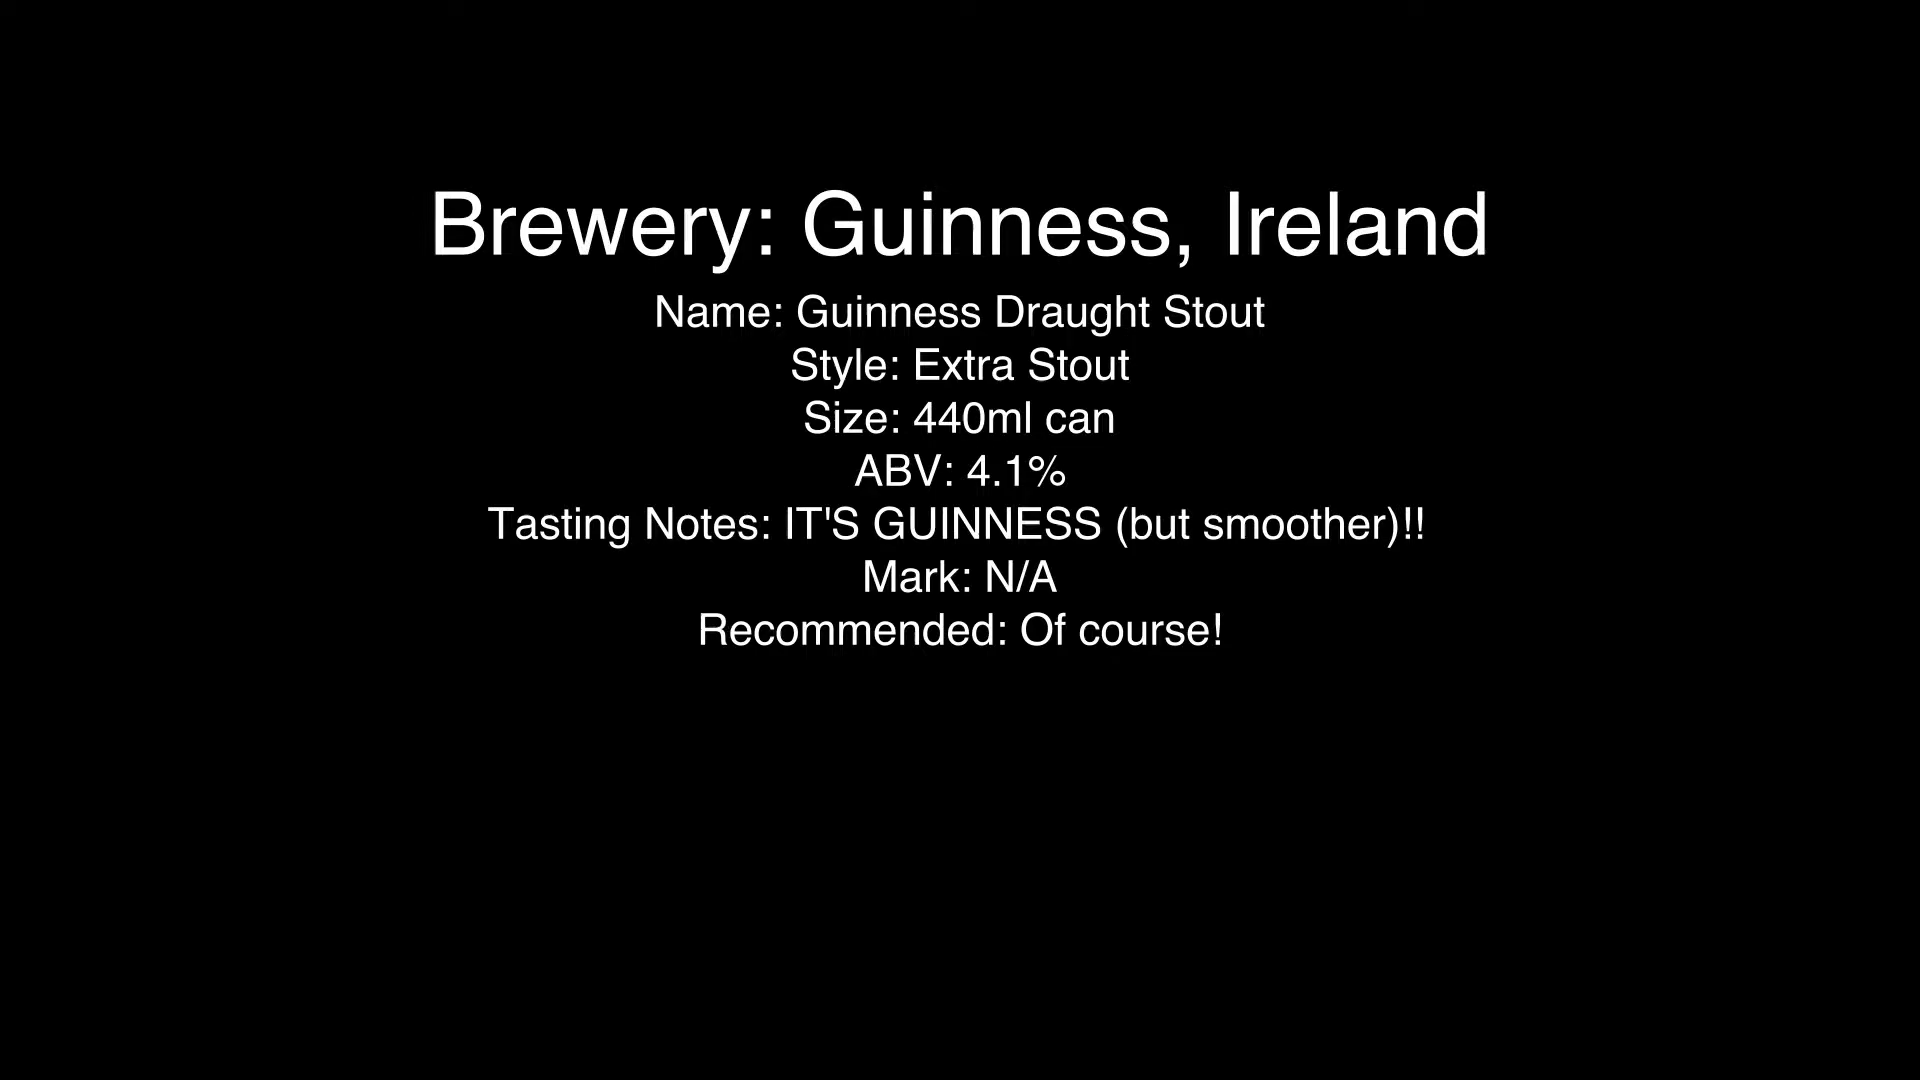 Brewery: Guinness, Ireland
Name: Guinness Draught Stout
Style: Extra Stout
Size: 440ml can
ABV: 4.1%
Tasting Notes: IT'S GUINNESS (but smoother)!!
Mark: N/A
Recommended: Of course!